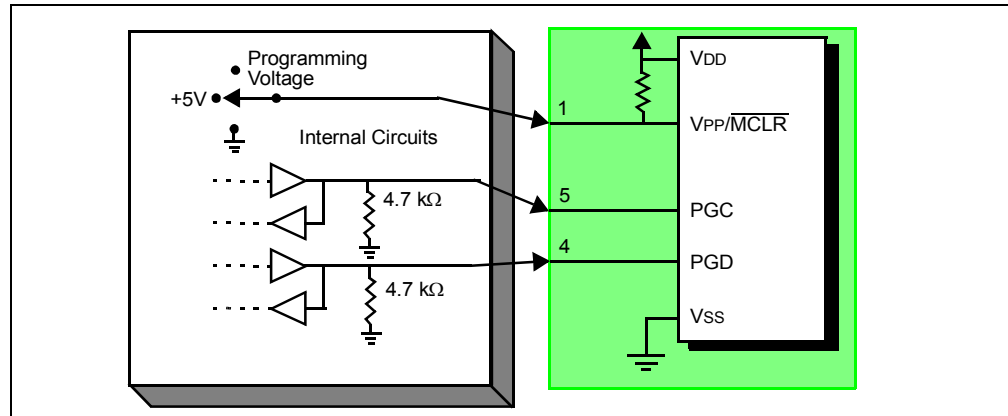 Programming
Voltage
+5V
Internal Circuits
4.7 kΩ
4.7 kΩ
1
5
4
VDD
VPP/MCLR
PGC
PGD
VSS